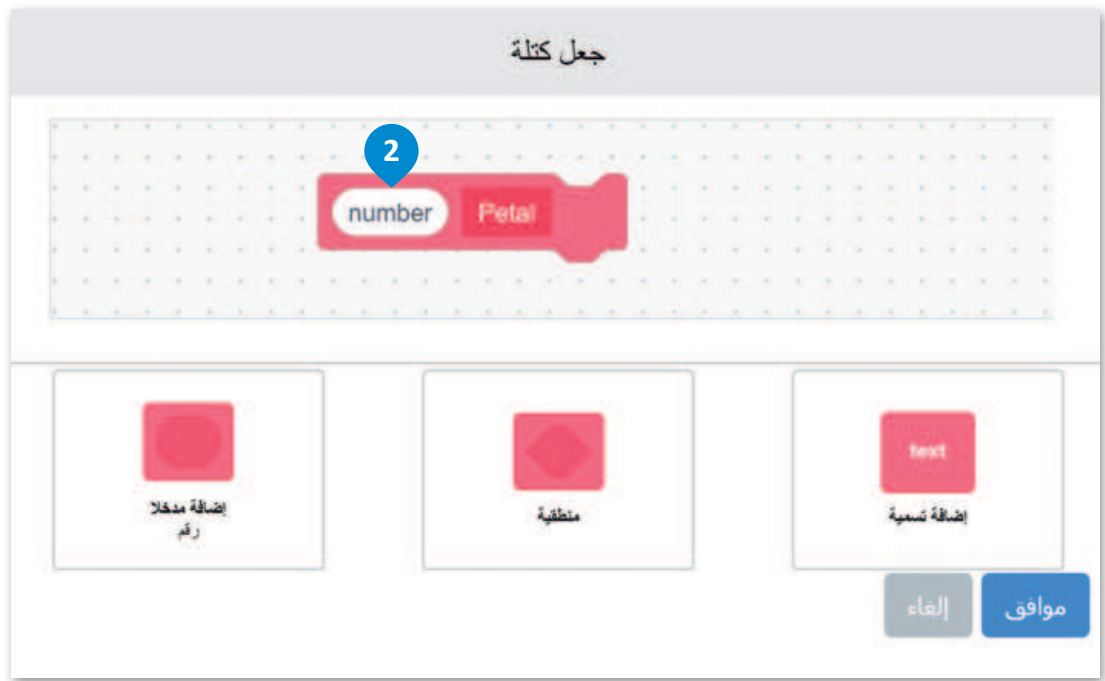 جعل كتلة
2
Petal number
text
إضافة تسمية
منطقية
إضافة مدخلا
رقم
موافق
إلغاء